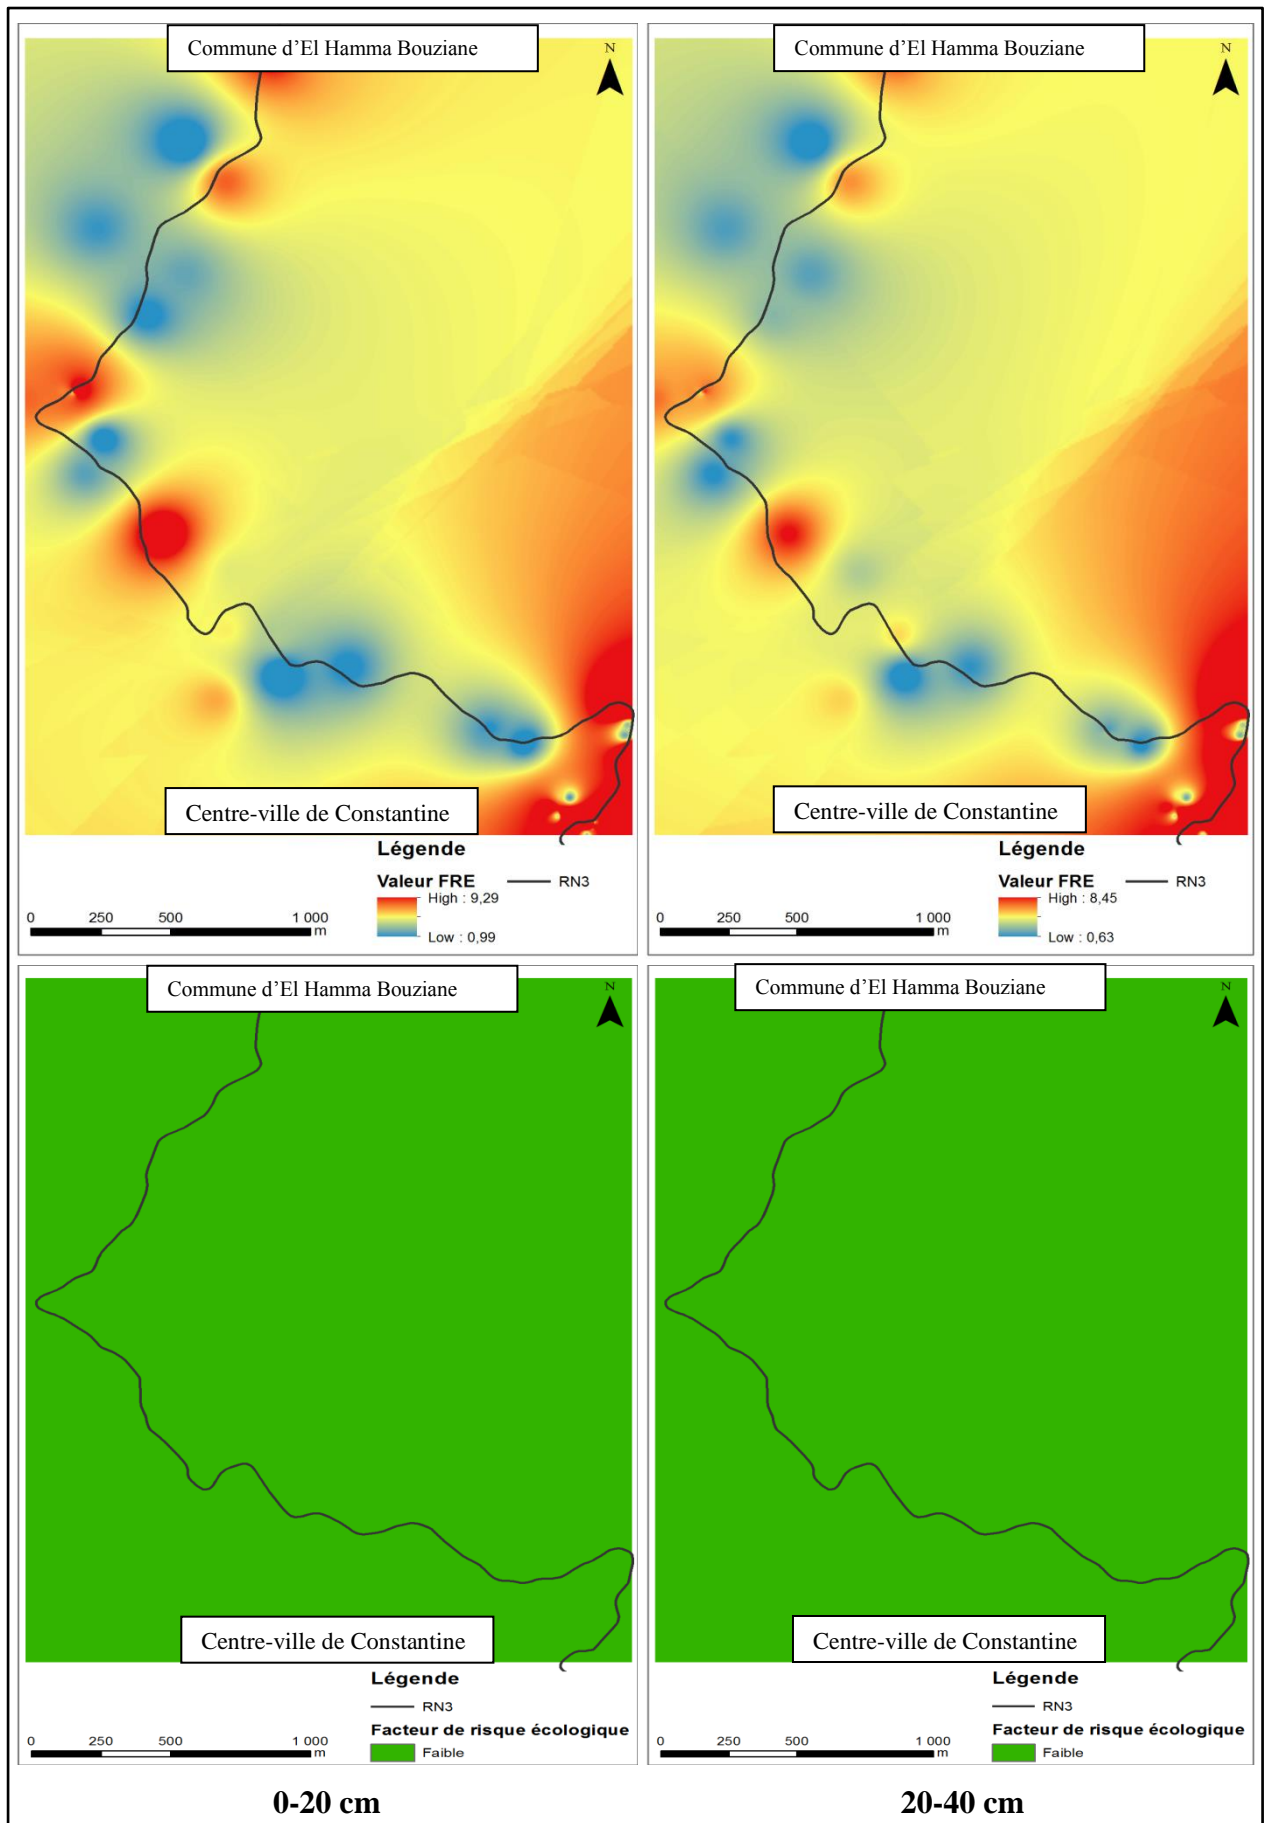 Commune d’El Hamma Bouziane
N
Centre-ville de Constantine
Légende
Valeur FRE
RN3
High : 9,29
Low : 0,99
0 250 500 1 000
m
Commune d’El Hamma Bouziane
N
Centre-ville de Constantine
Légende
Valeur FRE
RN3
High : 8,45
Low : 0,63
0 250 500 1 000
m
Commune d’El Hamma Bouziane
N
Centre-ville de Constantine
Légende
RN3
Facteur de risque écologique
Faible
0 250 500 1 000
m
Commune d’El Hamma Bouziane
N
Centre-ville de Constantine
Légende
RN3
Facteur de risque écologique
Faible
0 250 500 1 000
m
0-20 cm
20-40 cm